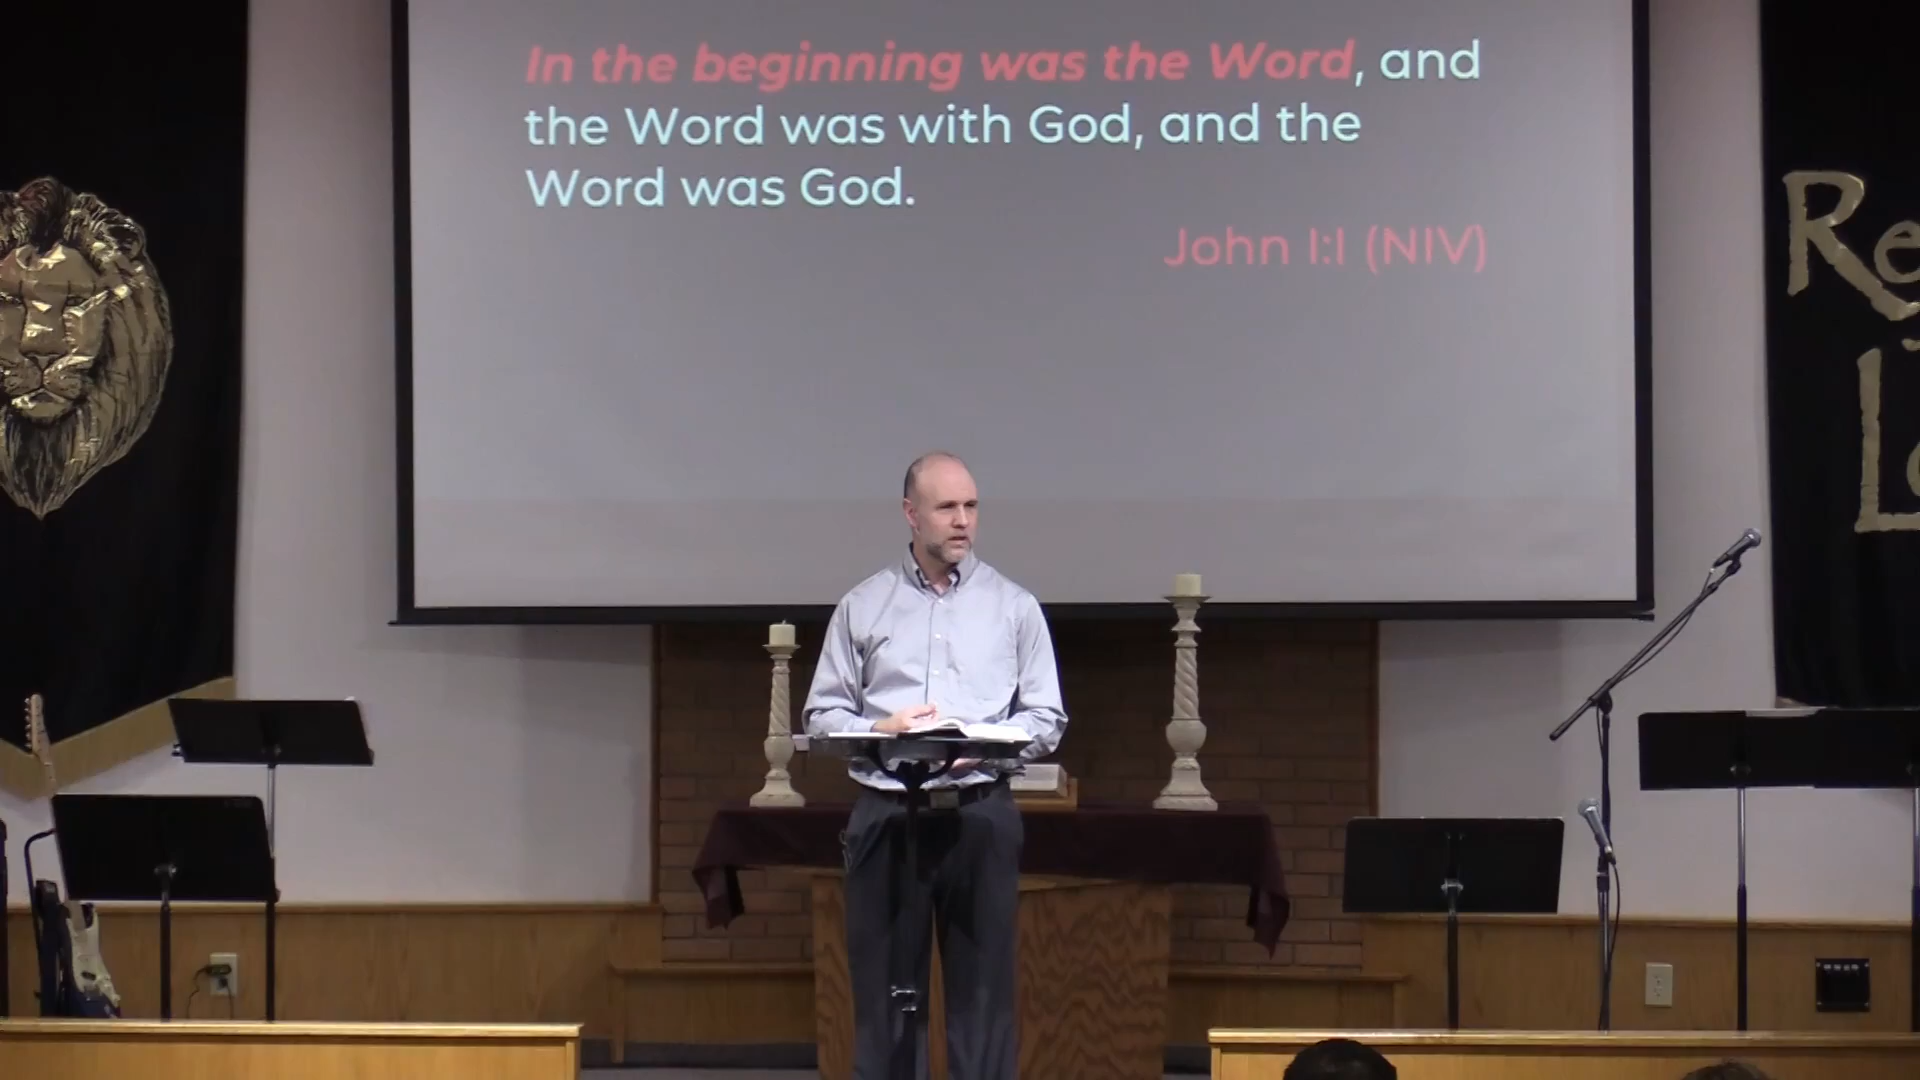 In the beginning was the Word, and
the Word was with God, and the
Word was God.
John 1:1 (NIV)